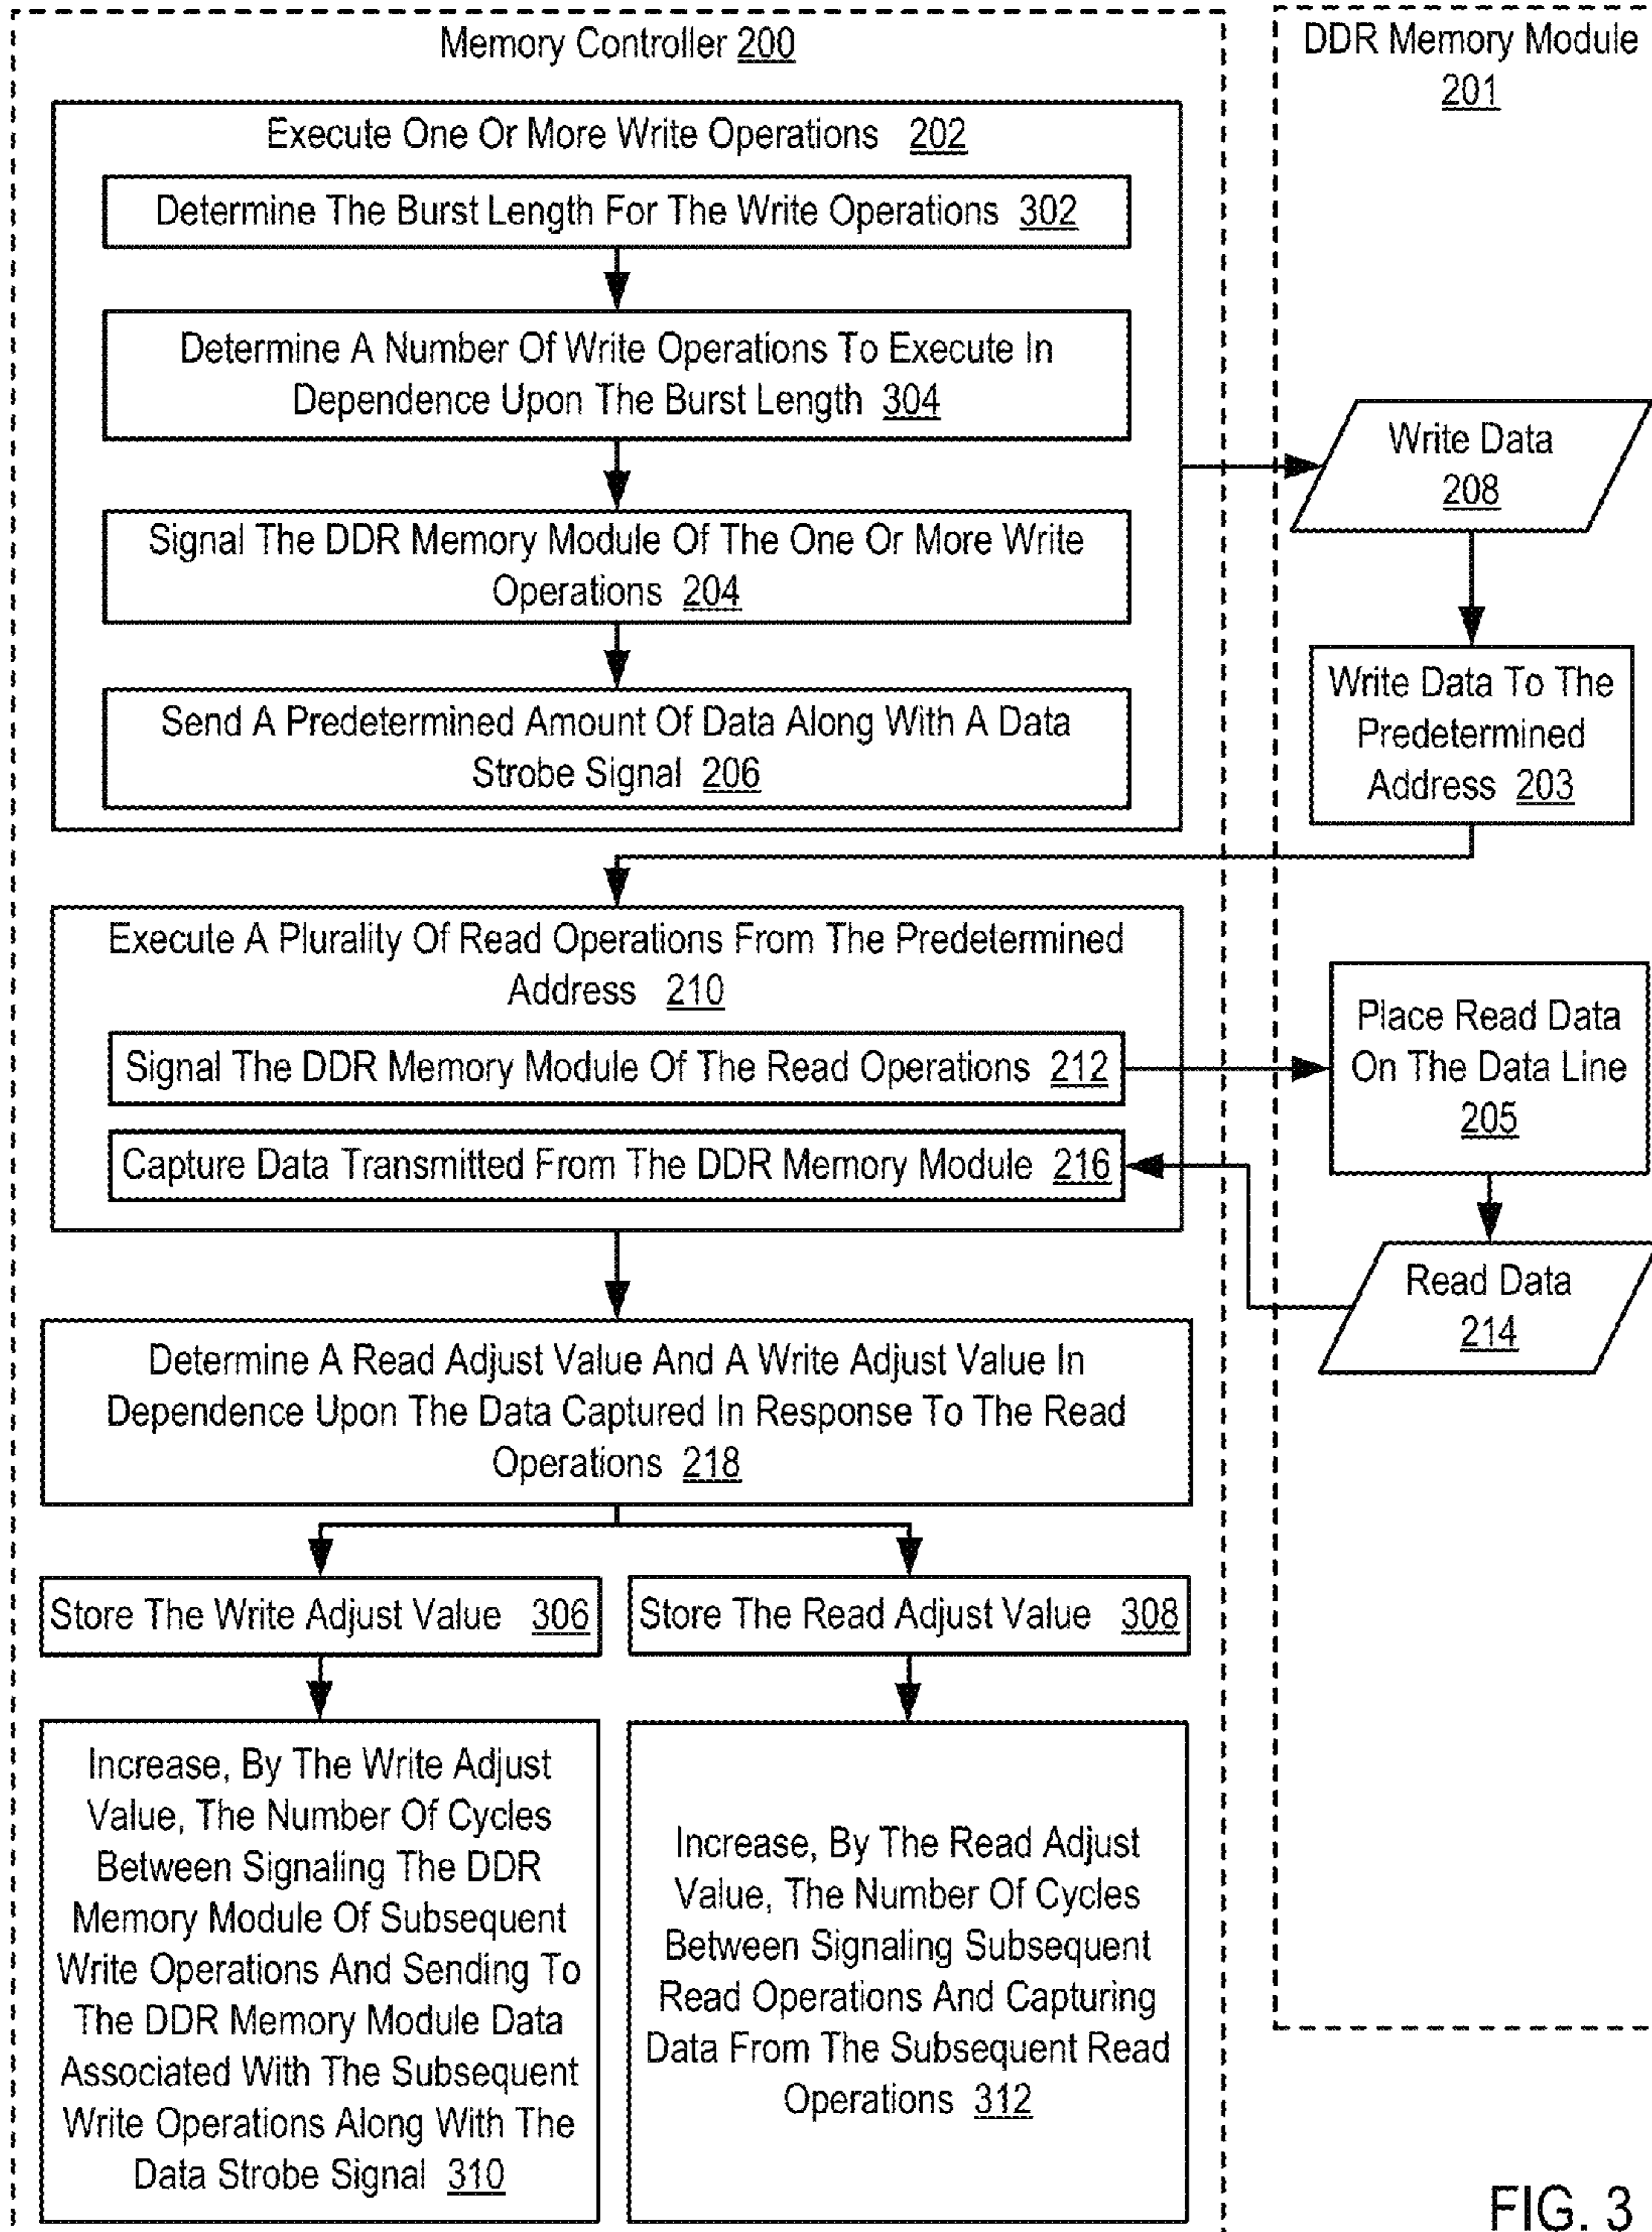 Memory Controller 200
Execute One Or More Write Operations 202
Determine The Burst Length For The Write Operations 302
Determine A Number Of Write Operations To Execute In
Dependence Upon The Burst Length 304
Signal The DDR Memory Module Of The One Or More Write
Operations 204
Send A Predetermined Amount Of Data Along With A Data
Strobe Signal 206
DDR Memory Module
201
Write Data
208
Write Data To The
Predetermined
Address 203
Execute A Plurality Of Read Operations From The Predetermined
Address 210
Signal The DDR Memory Module Of The Read Operations 212
Capture Data Transmitted From The DDR Memory Module 216
Place Read Data
On The Data Line
205
Read Data
214
Determine A Read Adjust Value And A Write Adjust Value In
Dependence Upon The Data Captured In Response To The Read
Operations 218
Store The Write Adjust Value 306
Store The Read Adjust Value 308
Increase, By The Write Adjust
Value, The Number Of Cycles
Between Signaling The DDR
Memory Module Of Subsequent
Write Operations And Sending To
The DDR Memory Module Data
Associated With The Subsequent
Write Operations Along With The
Data Strobe Signal 310
Increase, By The Read Adjust
Value, The Number Of Cycles
Between Signaling Subsequent
Read Operations And Capturing
Data From The Subsequent Read
Operations 312
FIG. 3